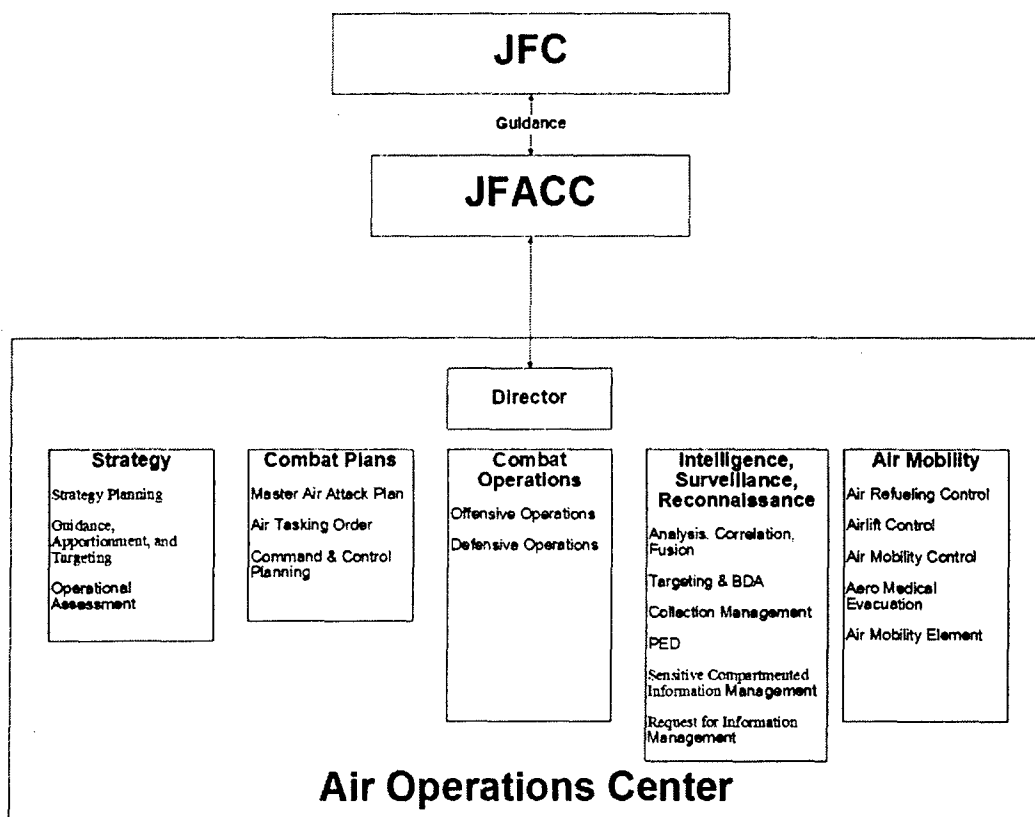 JFC
Guidance
JFACC
Director
Strategy
Strategy Planning
Guidance,
Apportionment, and
Targeting
Operational
Assessment
Combat Plans
Master Air Attack Plan
Air Tasking Order
Command & Control
Planning
Combat
Operations
Offensive Operations
Defensive Operations
Intelligence,
Surveillance,
Reconnaissance
Analysis, Correlation,
Fusion
Targeting & BDA
Collection Management
PED
Sensitive Compartmented
Information Management
Request for Information
Management
Air Mobility
Air Refueling Control
Airlift Control
Air Mobility Control
Aero Medical
Evacuation
Air Mobility Element
Air Operations Center